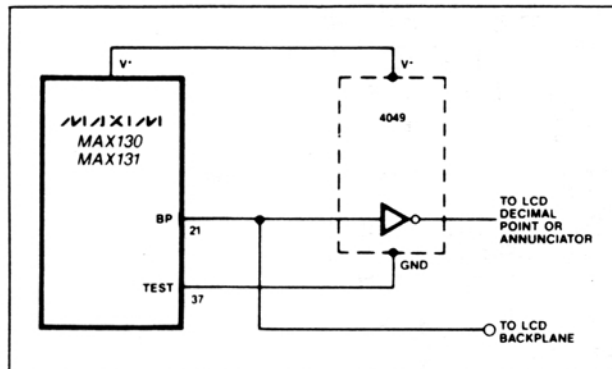 V+
V+
MAXIM
MAX130
MAX131
4049
BP
21
TEST
37
GND
TO LCD
DECIMAL
POINT OR
ANNUNCIATOR
TO LCD
BACKPLANE